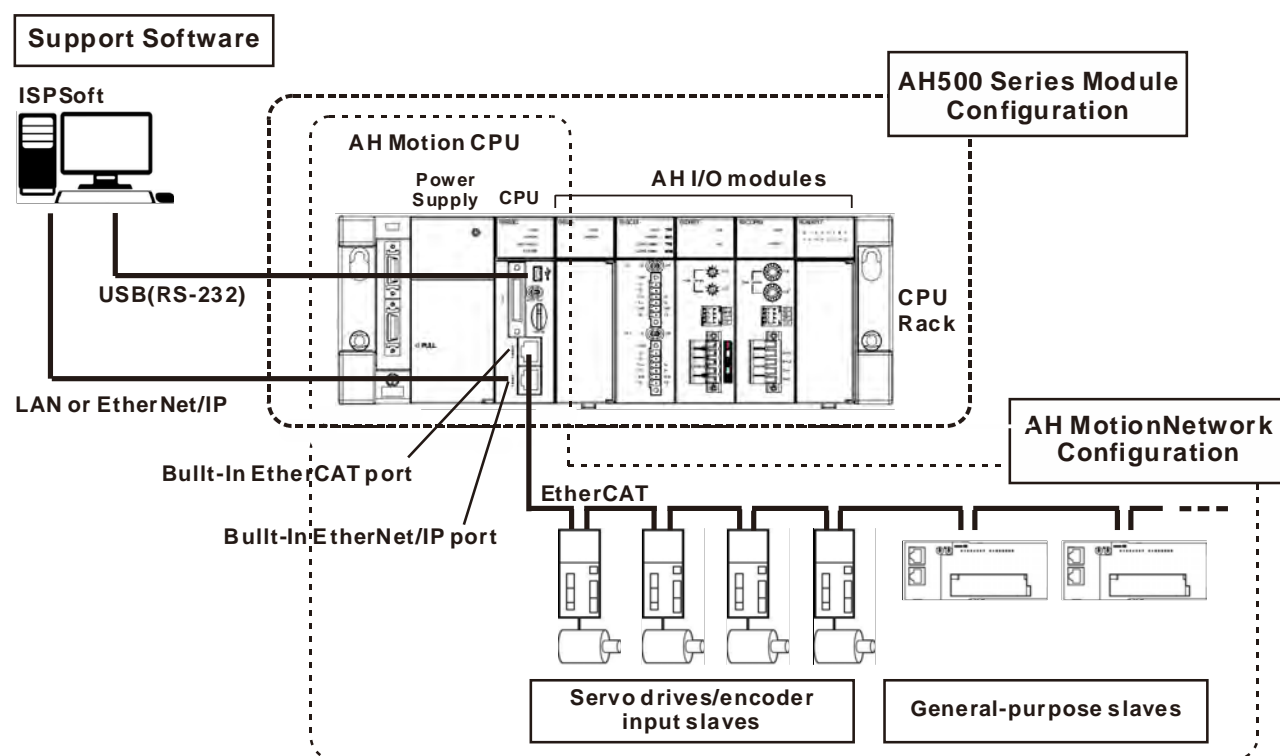 Support Software
ISPSoft
AH500 Series Module
Configuration
AH Motion CPU
Power
Supply
CPU
AH I/O modules
USB(RS-232)
CPU
Rack
PULL
LAN or EtherNet/IP
AH MotionNetwork
Configuration
Bullt-In EtherCAT port
EtherCAT
Bullt-In EtherNet/IP port
Servo drives/encoder
input slaves
General-purpose slaves